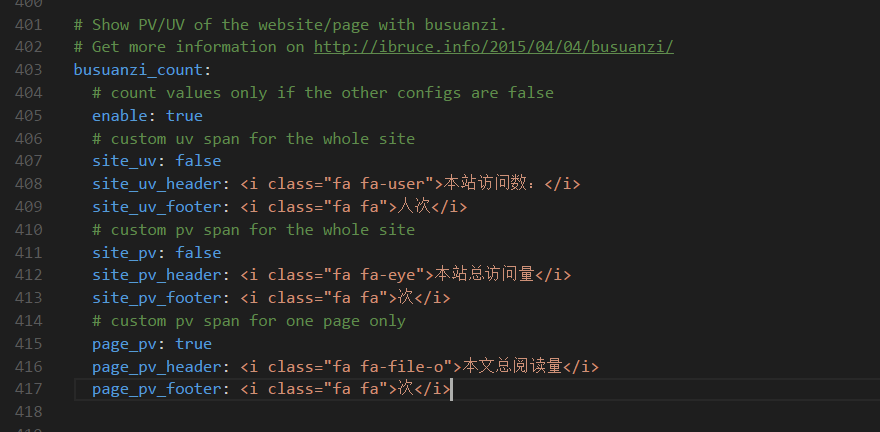 400
401 # Show PV/UV of the website/page with busuanzi.
402 # Get more information on http://ibruce.info/2015/04/04/busuanzi/
403 busuanzi_count:
404 # count values only if the other configs are false
405 enable: true
406 # custom uv span for the whole site
407 site_uv: false
408 site_uv_header: <i class="fa fa-user">本站访问数：</i>
409 site_uv_footer: <i class="fa fa">人次</i>
410 # custom pv span for the whole site
411 site_pv: false
412 site_pv_header: <i class="fa fa-eye">本站总访问量</i>
413 site_pv_footer: <i class="fa fa">次</i>
414 # custom pv span for one page only
415 page_pv: true
416 page_pv_header: <i class="fa fa-file-o">本文总阅读量</i>
417 page_pv_footer: <i class="fa fa">次</i>
418
419